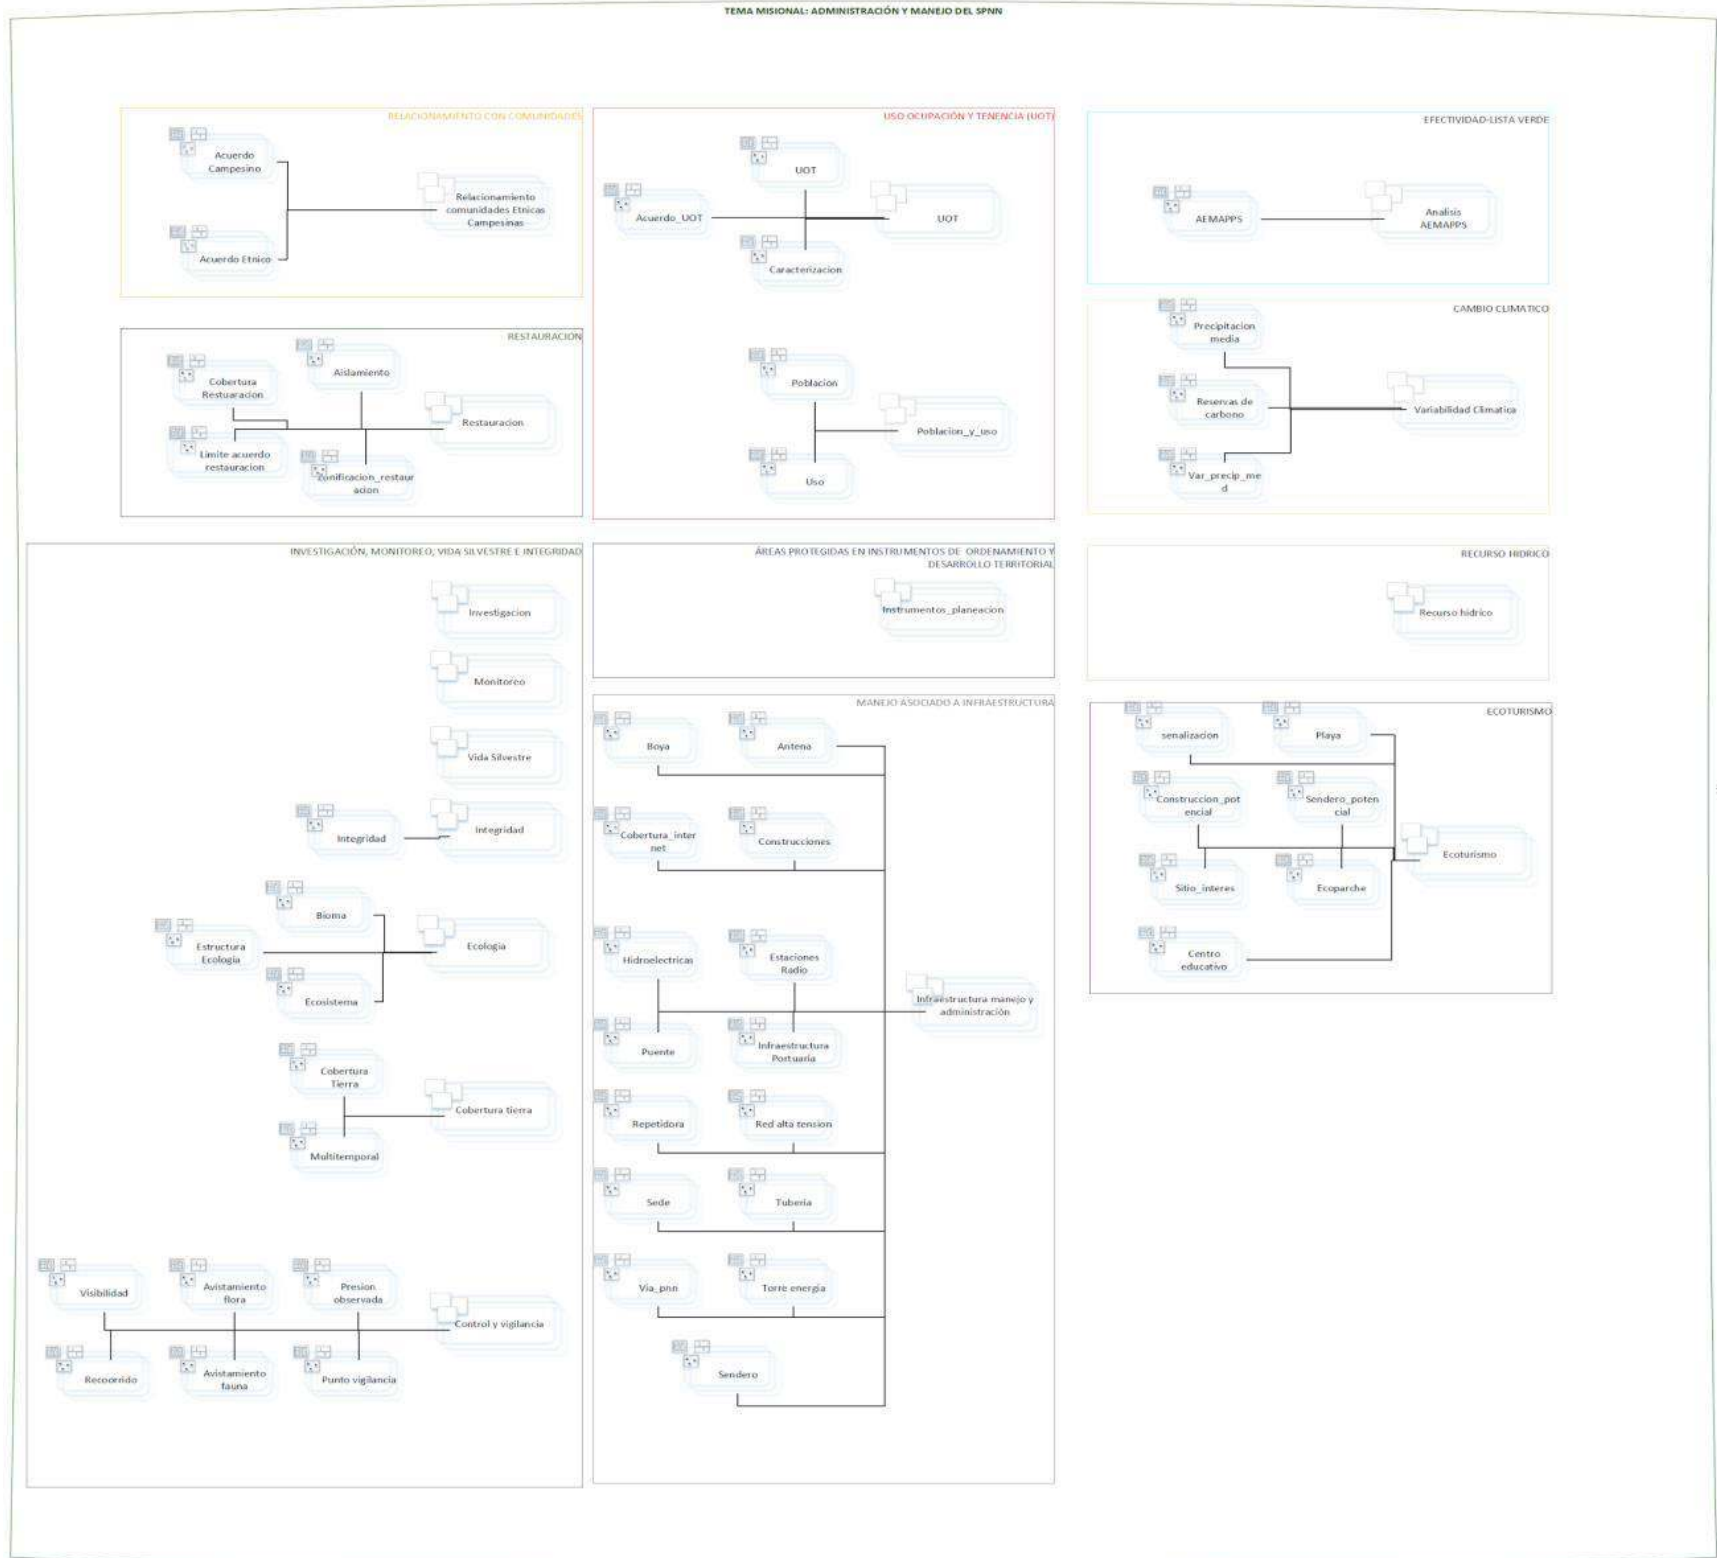 TEMA MISIONAL: ADMINISTRACIÓN Y MANEJO DEL SPNN
RELACIONAMIENTO CON COMUNIDADES
Acuerdo
Campesino
Relacionamiento
comunidades Etnicas
Campesinas
Acuerdo Etnico
USO OCUPACIÓN Y TENENCIA (UOT)
UOT
Acuerdo_UOT
UOT
Caracterizacion
Poblacion
Poblacion_y_uso
Uso
EFECTIVIDAD-LISTA VERDE
AEMAPPS
Analisis
AEMAPPS
CAMBIO CLIMATICO
Precipitacion
media
Reservas de
carbono
Variabilidad Climatica
Var_precip_me
d
RESTAURACIÓN
Cobertura
Restuaracion
Aislamiento
Restauracion
Limite acuerdo
restauracion
Zonificacion_restaur
acion
INVESTIGACIÓN, MONITOREO, VIDA SILVESTRE E INTEGRIDAD
Investigacion
Monitoreo
Vida Silvestre
Integridad
Integridad
Bioma
Estructura
Ecologia
Ecologia
Ecosistema
Cobertura
Tierra
Cobertura tierra
Multitemporal
Visibilidad
Avistamiento
flora
Presion
observada
Control y vigilancia
Recoorrido
Avistamiento
fauna
Punto vigilancia
ÁREAS PROTEGIDAS EN INSTRUMENTOS DE ORDENAMIENTO Y
DESARROLLO TERRITORIAL
Instrumentos_planeacion
MANEJO ASOCIADO A INFRAESTRUCTURA
Boya
Antena
Cobertura_inter
net
Construcciones
Hidroelectricas
Estaciones
Radio
Infraestructura manejo y
administración
Puente
Infraestructura
Portuaria
Repetidora
Red alta tension
Sede
Tuberia
Via_pnn
Torre energia
Sendero
RECURSO HIDRICO
Recurso hidrico
ECOTURISMO
senalizacion
Playa
Construccion_pot
encial
Sendero_poten
cial
Ecoturismo
Sitio_interes
Ecoparche
Centro
educativo